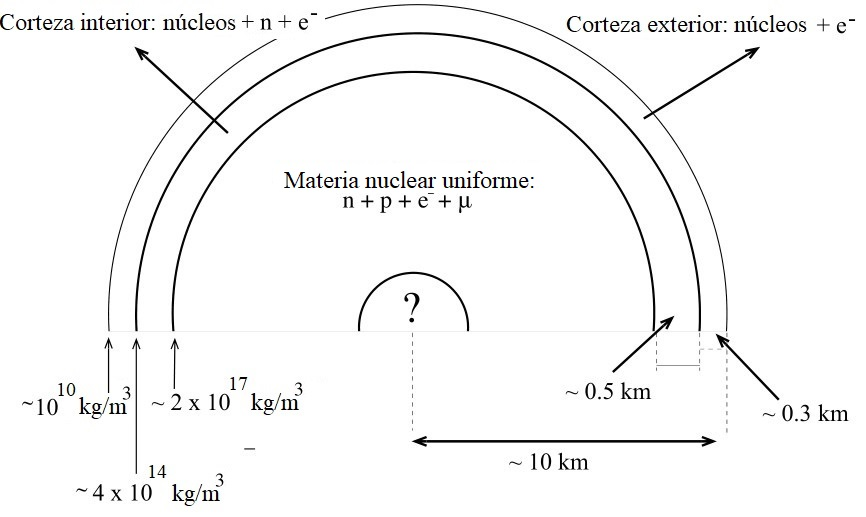 Corteza interior: núcleos + n + e⁻
Corteza exterior: núcleos + e⁻
Materia nuclear uniforme:
n + p + e⁻ + μ
?
~10¹⁰ kg/m³
~ 2 x 10¹⁷ kg/m³
~ 4 x 10¹⁴ kg/m³
~ 0.5 km
~ 0.3 km
~ 10 km